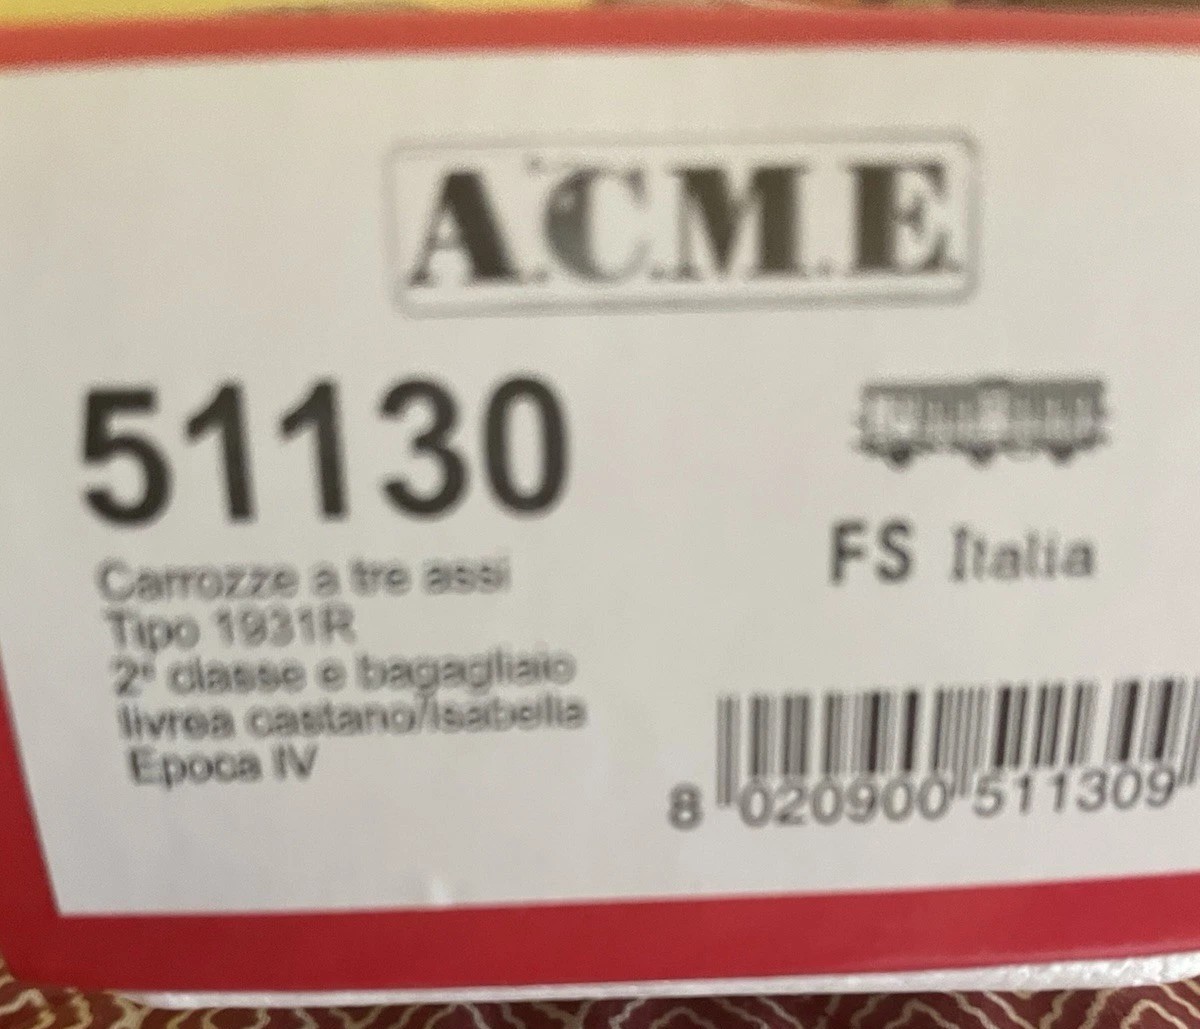 A.C.M.E.
51130
FS Italia
Carrozze a tre assi
Tipo 1931R
2ª classe e bagagliaio
livrea castano/Isabella
Epoca IV
8 020900 511309